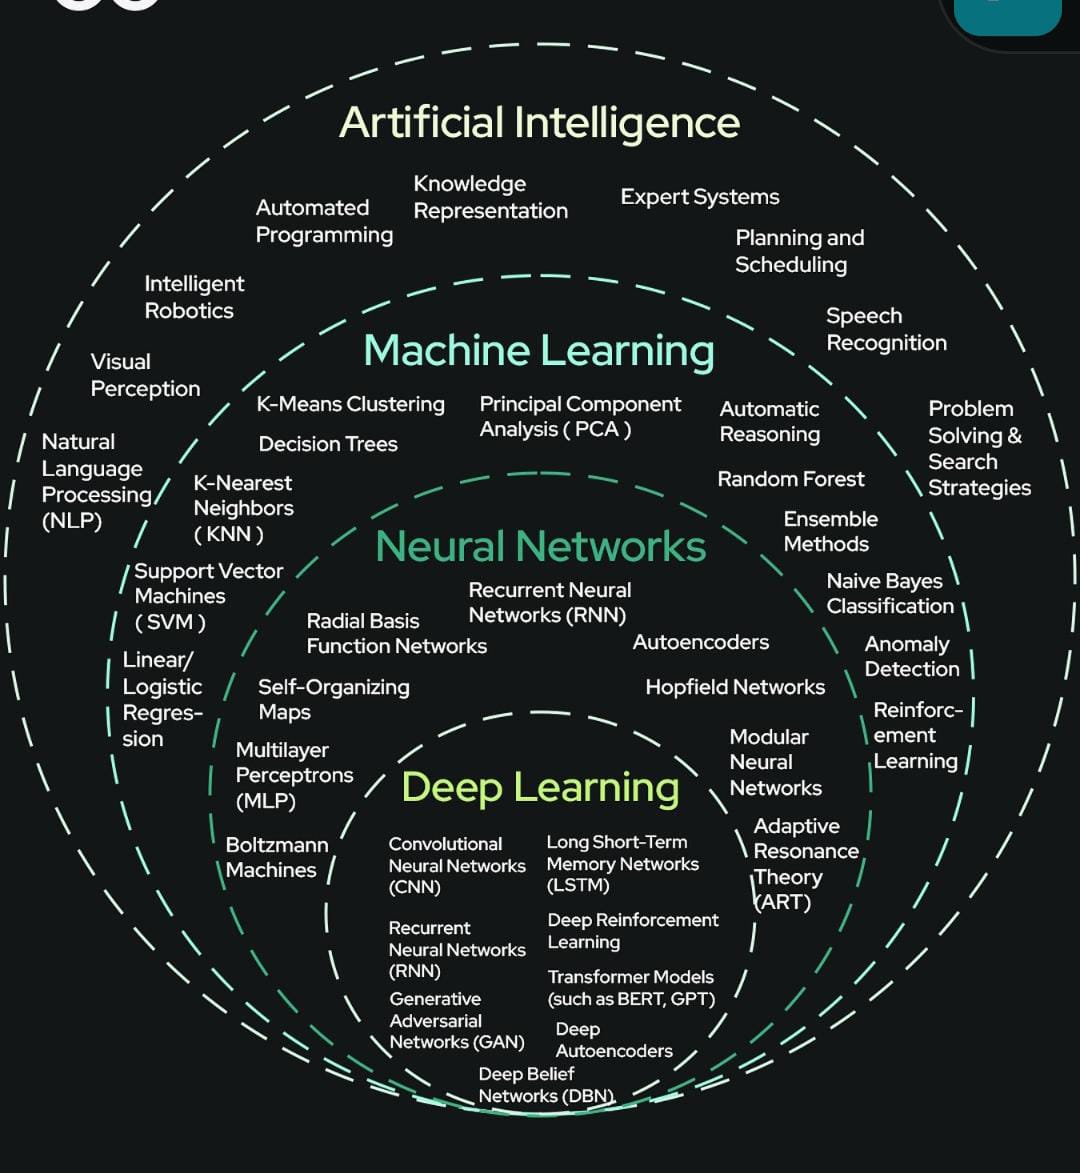 Artificial Intelligence
Knowledge
Representation
Expert Systems
Automated
Programming
Planning and
Scheduling
Intelligent
Robotics
Speech
Recognition
Visual
Perception
Problem
Solving &
Search
Strategies
Natural
Language
Processing
(NLP)
Machine Learning
K-Means Clustering
Principal Component
Analysis ( PCA )
Automatic
Reasoning
Decision Trees
Random Forest
K-Nearest
Neighbors
( KNN )
Ensemble
Methods
Support Vector
Machines
( SVM )
Naive Bayes
Classification
Linear/
Logistic
Regres-
sion
Anomaly
Detection
Reinforc-
ement
Learning
Neural Networks
Recurrent Neural
Networks (RNN)
Radial Basis
Function Networks
Autoencoders
Self-Organizing
Maps
Hopfield Networks
Multilayer
Perceptrons
(MLP)
Modular
Neural
Networks
Boltzmann
Machines
Adaptive
Resonance
Theory
(ART)
Deep Learning
Convolutional
Neural Networks
(CNN)
Long Short-Term
Memory Networks
(LSTM)
Recurrent
Neural Networks
(RNN)
Deep Reinforcement
Learning
Generative
Adversarial
Networks (GAN)
Transformer Models
(such as BERT, GPT)
Deep
Autoencoders
Deep Belief
Networks (DBN)